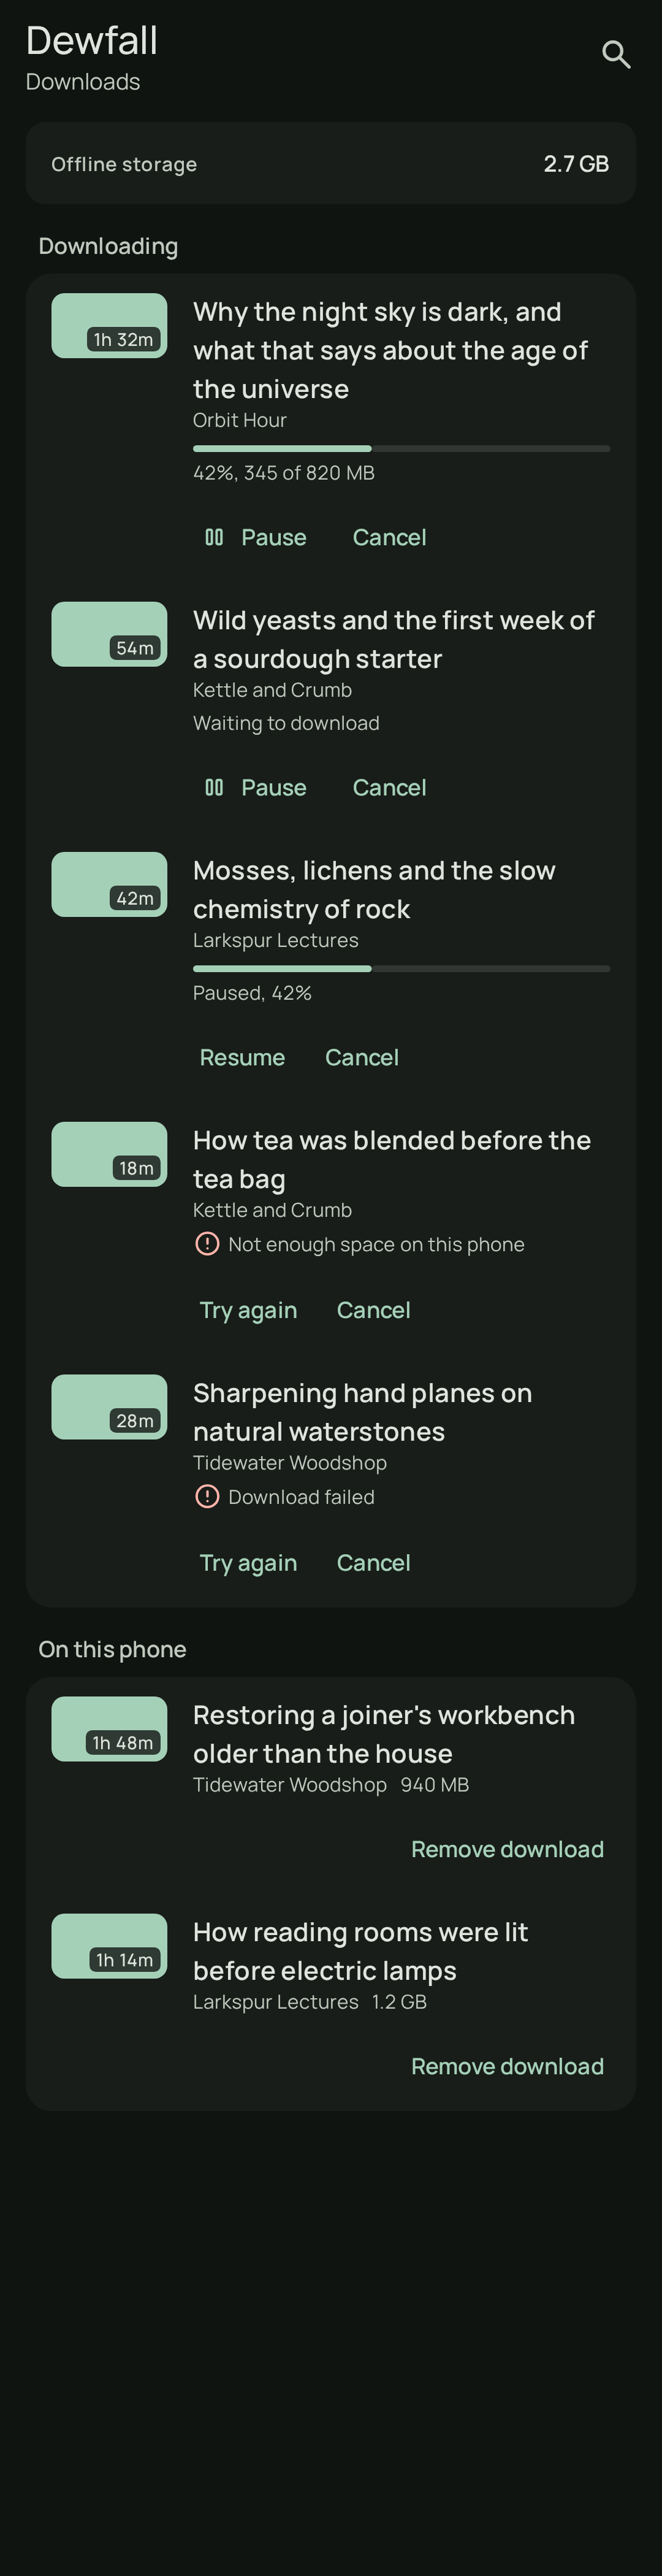 Dewfall
Downloads
Offline storage
2.7 GB
Downloading
1h 32m
Why the night sky is dark, and
what that says about the age of
the universe
Orbit Hour
42%, 345 of 820 MB
Pause
Cancel
54m
Wild yeasts and the first week of
a sourdough starter
Kettle and Crumb
Waiting to download
Pause
Cancel
42m
Mosses, lichens and the slow
chemistry of rock
Larkspur Lectures
Paused, 42%
Resume
Cancel
18m
How tea was blended before the
tea bag
Kettle and Crumb
Not enough space on this phone
Try again
Cancel
28m
Sharpening hand planes on
natural waterstones
Tidewater Woodshop
Download failed
Try again
Cancel
On this phone
1h 48m
Restoring a joiner's workbench
older than the house
Tidewater Woodshop 940 MB
Remove download
1h 14m
How reading rooms were lit
before electric lamps
Larkspur Lectures 1.2 GB
Remove download